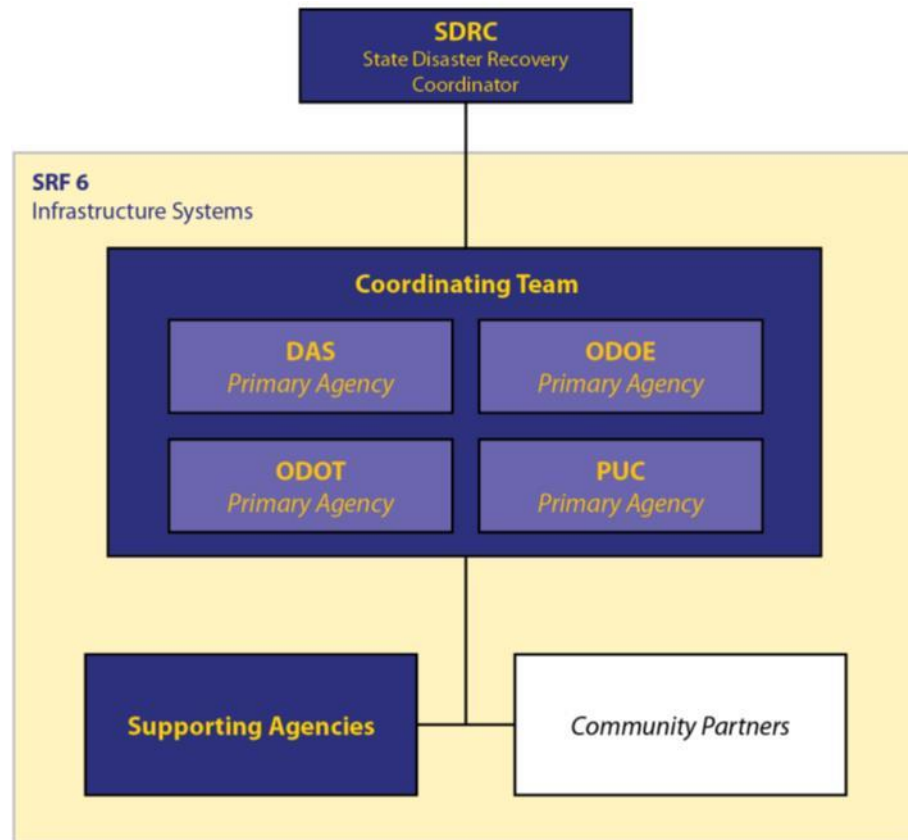 SDRC
State Disaster Recovery
Coordinator
SRF 6
Infrastructure Systems
Coordinating Team
DAS
Primary Agency
ODOE
Primary Agency
ODOT
Primary Agency
PUC
Primary Agency
Supporting Agencies
Community Partners